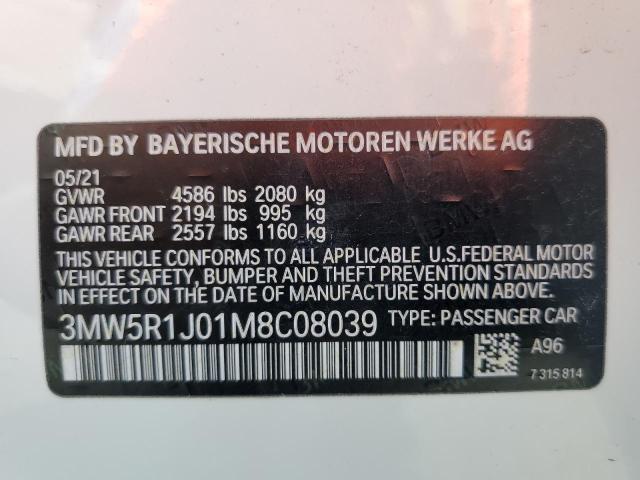 MFD BY BAYERISCHE MOTOREN WERKE AG
05/21
GVWR 4586 lbs 2080 kg
GAWR FRONT 2194 lbs 995 kg
GAWR REAR 2557 lbs 1160 kg
THIS VEHICLE CONFORMS TO ALL APPLICABLE U.S.FEDERAL MOTOR
VEHICLE SAFETY, BUMPER AND THEFT PREVENTION STANDARDS
IN EFFECT ON THE DATE OF MANUFACTURE SHOWN ABOVE.
3MW5R1J01M8C08039 TYPE: PASSENGER CAR
A96
7 315 814